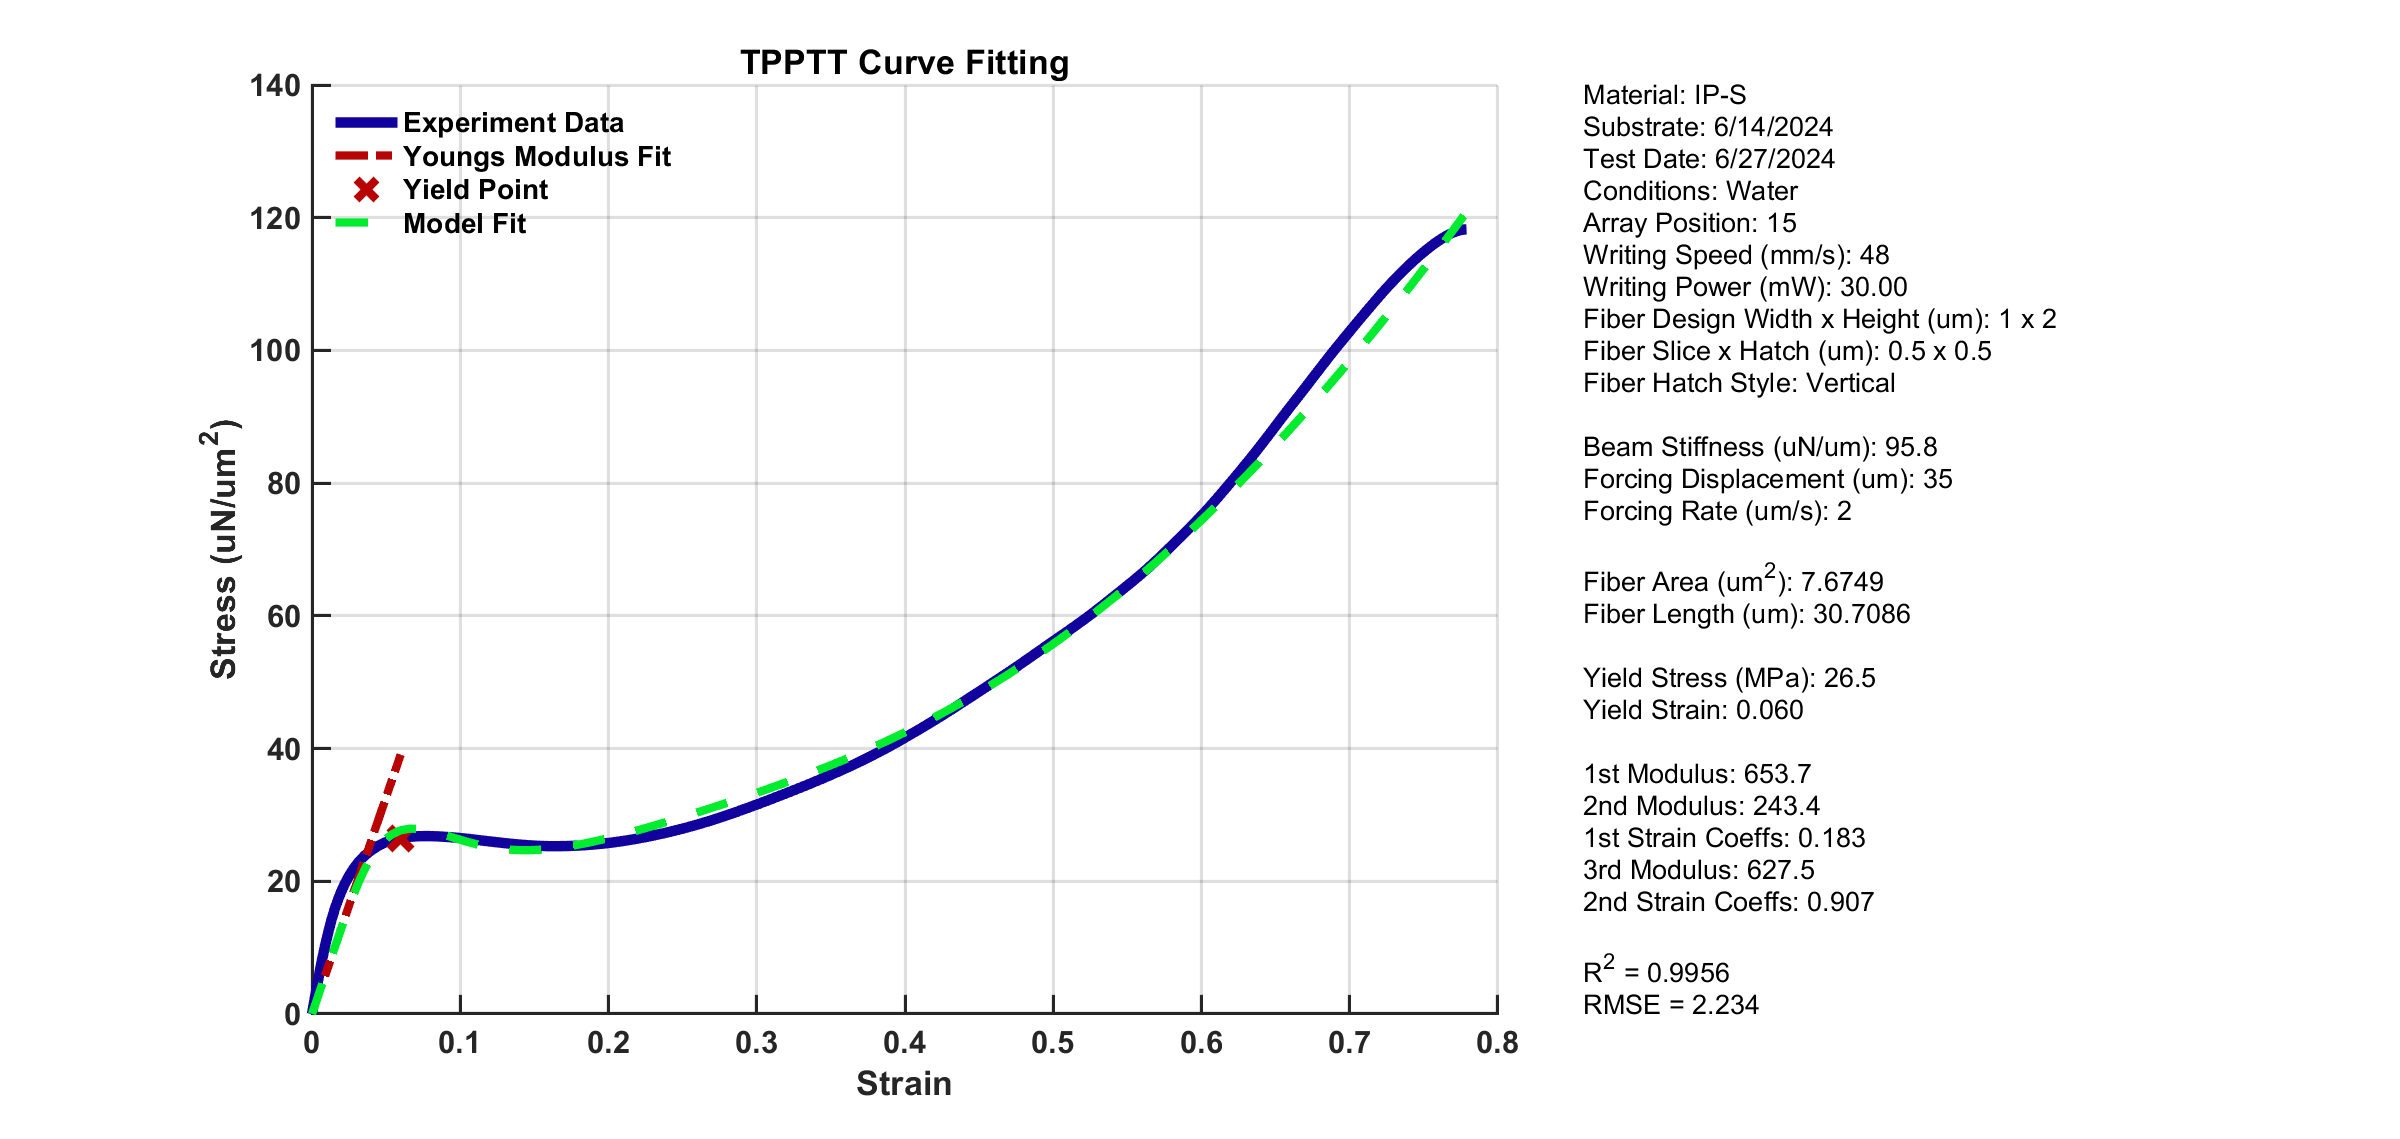 TPPTT Curve Fitting
140
120
100
80
60
40
20
0
Stress (uN/um²)
Experiment Data
Youngs Modulus Fit
Yield Point
Model Fit
0 0.1 0.2 0.3 0.4 0.5 0.6 0.7 0.8
Strain
Material: IP-S
Substrate: 6/14/2024
Test Date: 6/27/2024
Conditions: Water
Array Position: 15
Writing Speed (mm/s): 48
Writing Power (mW): 30.00
Fiber Design Width x Height (um): 1 x 2
Fiber Slice x Hatch (um): 0.5 x 0.5
Fiber Hatch Style: Vertical
Beam Stiffness (uN/um): 95.8
Forcing Displacement (um): 35
Forcing Rate (um/s): 2
Fiber Area (um²): 7.6749
Fiber Length (um): 30.7086
Yield Stress (MPa): 26.5
Yield Strain: 0.060
1st Modulus: 653.7
2nd Modulus: 243.4
1st Strain Coeffs: 0.183
3rd Modulus: 627.5
2nd Strain Coeffs: 0.907
R² = 0.9956
RMSE = 2.234